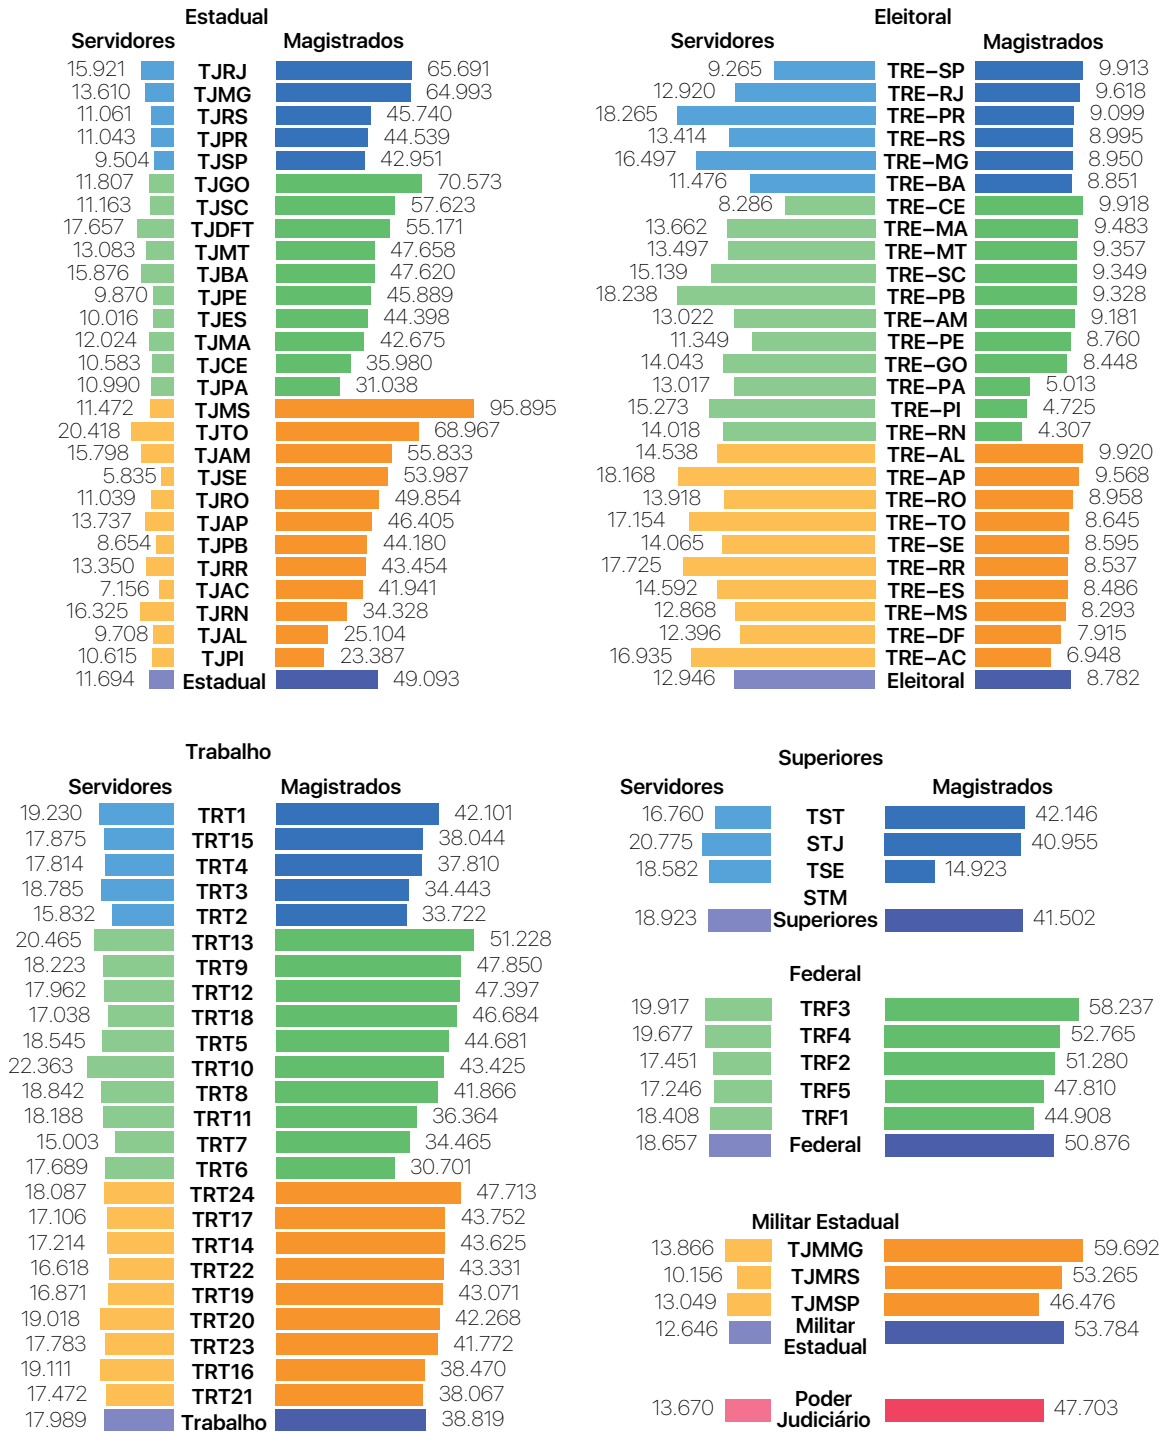 Estadual
Servidores Magistrados
15.921 TJRJ 65.691
13.610 TJMG 64.993
11.061 TJRS 45.740
11.043 TJPR 44.539
9.504 TJSP 42.951
11.807 TJGO 70.573
11.163 TJSC 57.623
17.657 TJDFT 55.171
13.083 TJMT 47.658
15.876 TJBA 47.620
9.870 TJPE 45.889
10.016 TJES 44.398
12.024 TJMA 42.675
10.583 TJCE 35.980
10.990 TJPA 31.038
11.472 TJMS 95.895
20.418 TJTO 68.967
15.798 TJAM 55.833
5.835 TJSE 53.987
11.039 TJRO 49.854
13.737 TJAP 46.405
8.654 TJPB 44.180
13.350 TJRR 43.454
7.156 TJAC 41.941
16.325 TJRN 34.328
9.708 TJAL 25.104
10.615 TJPI 23.387
11.694 Estadual 49.093
Eleitoral
Servidores Magistrados
9.265 TRE–SP 9.913
12.920 TRE–RJ 9.618
18.265 TRE–PR 9.099
13.414 TRE–RS 8.995
16.497 TRE–MG 8.950
11.476 TRE–BA 8.851
8.286 TRE–CE 9.918
13.662 TRE–MA 9.483
13.497 TRE–MT 9.357
15.139 TRE–SC 9.349
18.238 TRE–PB 9.328
13.022 TRE–AM 9.181
11.349 TRE–PE 8.760
14.043 TRE–GO 8.448
13.017 TRE–PA 5.013
15.273 TRE–PI 4.725
14.018 TRE–RN 4.307
14.538 TRE–AL 9.920
18.168 TRE–AP 9.568
13.918 TRE–RO 8.958
17.154 TRE–TO 8.645
14.065 TRE–SE 8.595
17.725 TRE–RR 8.537
14.592 TRE–ES 8.486
12.868 TRE–MS 8.293
12.396 TRE–DF 7.915
16.935 TRE–AC 6.948
12.946 Eleitoral 8.782
Trabalho
Servidores Magistrados
19.230 TRT1 42.101
17.875 TRT15 38.044
17.814 TRT4 37.810
18.785 TRT3 34.443
15.832 TRT2 33.722
20.465 TRT13 51.228
18.223 TRT9 47.850
17.962 TRT12 47.397
17.038 TRT18 46.684
18.545 TRT5 44.681
22.363 TRT10 43.425
18.842 TRT8 41.866
18.188 TRT11 36.364
15.003 TRT7 34.465
17.689 TRT6 30.701
18.087 TRT24 47.713
17.106 TRT17 43.752
17.214 TRT14 43.625
16.618 TRT22 43.331
16.871 TRT19 43.071
19.018 TRT20 42.268
17.783 TRT23 41.772
19.111 TRT16 38.470
17.472 TRT21 38.067
17.989 Trabalho 38.819
Superiores
Servidores Magistrados
16.760 TST 42.146
20.775 STJ 40.955
18.582 TSE 14.923
STM
18.923 Superiores 41.502
Federal
19.917 TRF3 58.237
19.677 TRF4 52.765
17.451 TRF2 51.280
17.246 TRF5 47.810
18.408 TRF1 44.908
18.657 Federal 50.876
Militar Estadual
13.866 TJMMG 59.692
10.156 TJMRS 53.265
13.049 TJMSP 46.476
12.646 Militar 53.784
Estadual
Poder
13.670 Judiciário 47.703